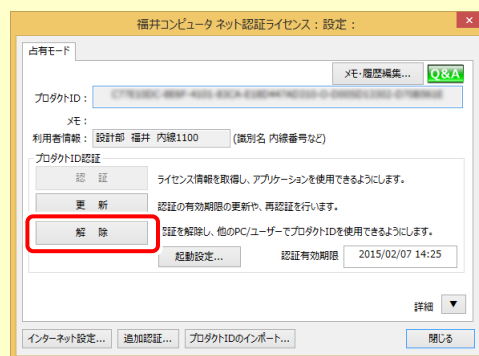 福井コンピュータ ネット認証ライセンス：設定：
占有モード
メモ・履歴編集... Q&A
プロダクトID：
メモ：
利用者情報： 設計部 福井 内線1100 (識別名 内線番号など)
プロダクトID認証
認 証 ライセンス情報を取得し、アプリケーションを使用できるようにします。
更 新 認証の有効期限の更新や、再認証を行います。
解 除 認証を解除し、他のPC/ユーザーでプロダクトIDを使用できるようにします。
起動設定... 認証有効期限 2015/02/07 14:25
詳細 ▼
インターネット設定... 追加認証... プロダクトIDのインポート... 閉じる